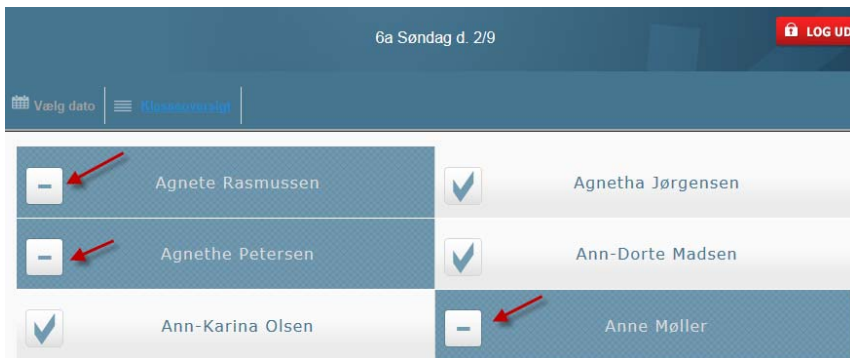 6a Søndag d. 2/9
LOG UD
Vælg dato
Klasseoversigt
Agnete Rasmussen
Agnetha Jørgensen
Agnethe Petersen
Ann-Dorte Madsen
Ann-Karina Olsen
Anne Møller